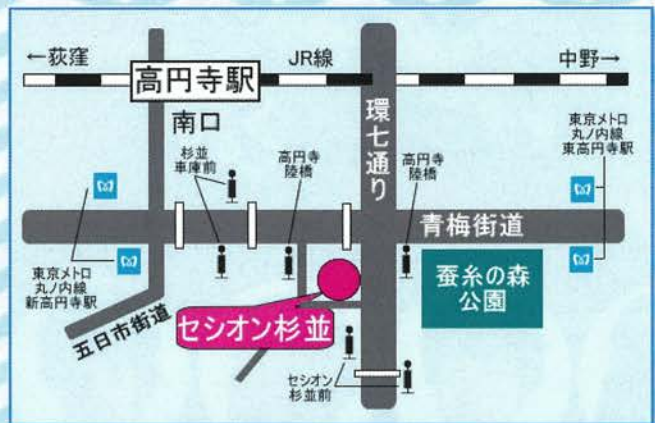 ←荻窪
JR線
中野→
高円寺駅
南口
環七通り
東京メトロ
丸ノ内線
東高円寺駅
杉並
車庫前
高円寺
陸橋
高円寺
陸橋
青梅街道
東京メトロ
丸ノ内線
新高円寺駅
蚕糸の森
公園
五日市街道
セシオン杉並
セシオン
杉並前